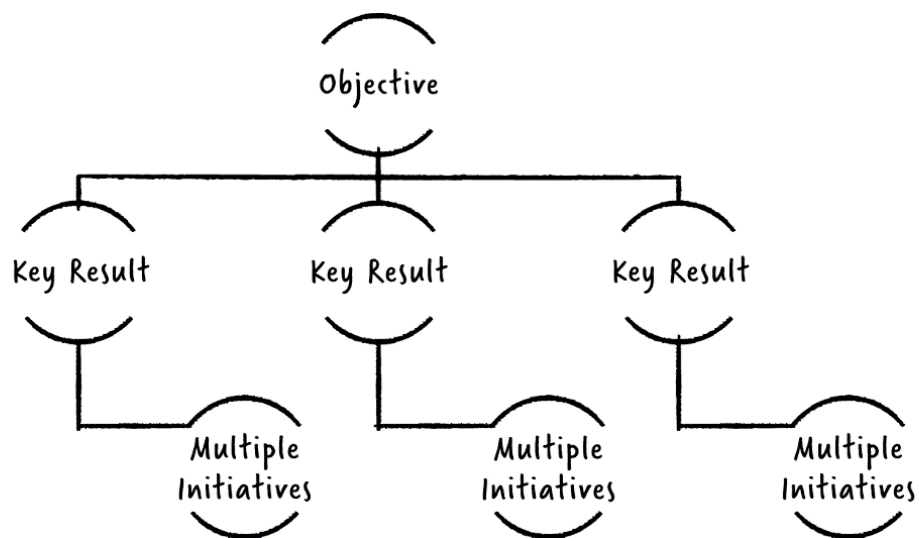 Objective
Key Result
Key Result
Key Result
Multiple
Initiatives
Multiple
Initiatives
Multiple
Initiatives